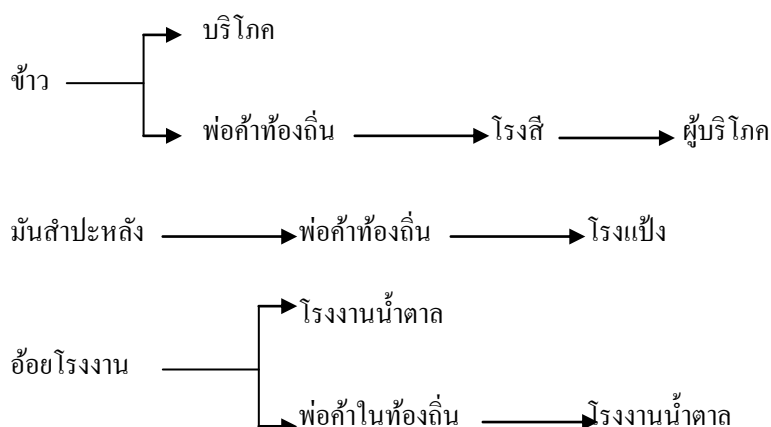 บริโภค
ข้าว
พ่อค้าท้องถิ่น โรงสี ผู้บริโภค
มันสำปะหลัง พ่อค้าท้องถิ่น โรงแป้ง
โรงงานน้ำตาล
อ้อยโรงงาน
พ่อค้าในท้องถิ่น โรงงานน้ำตาล